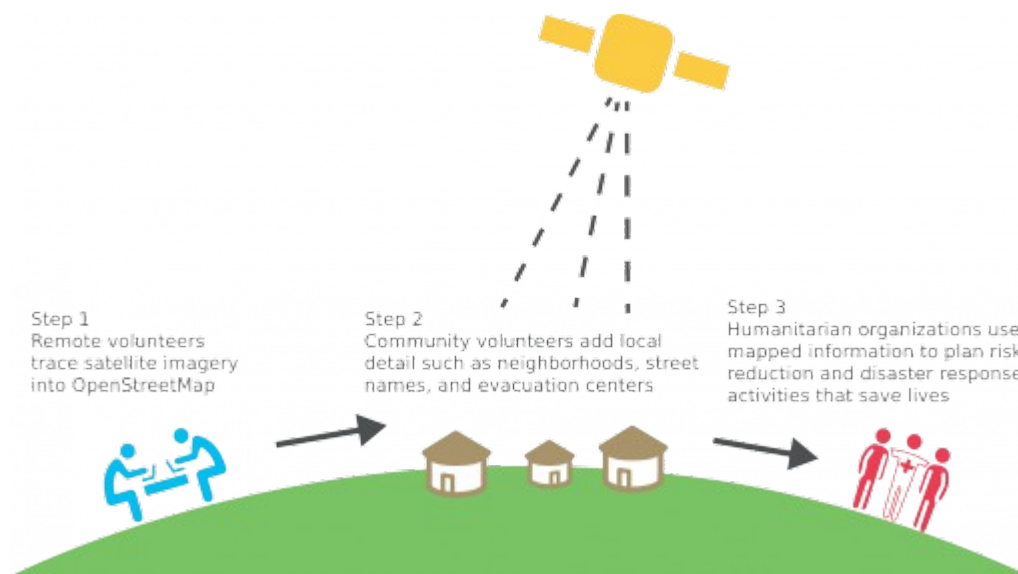 Step 1
Remote volunteers
trace satellite imagery
into OpenStreetMap
Step 2
Community volunteers add local
detail such as neighborhoods, street
names, and evacuation centers
Step 3
Humanitarian organizations use
mapped information to plan risk
reduction and disaster response
activities that save lives